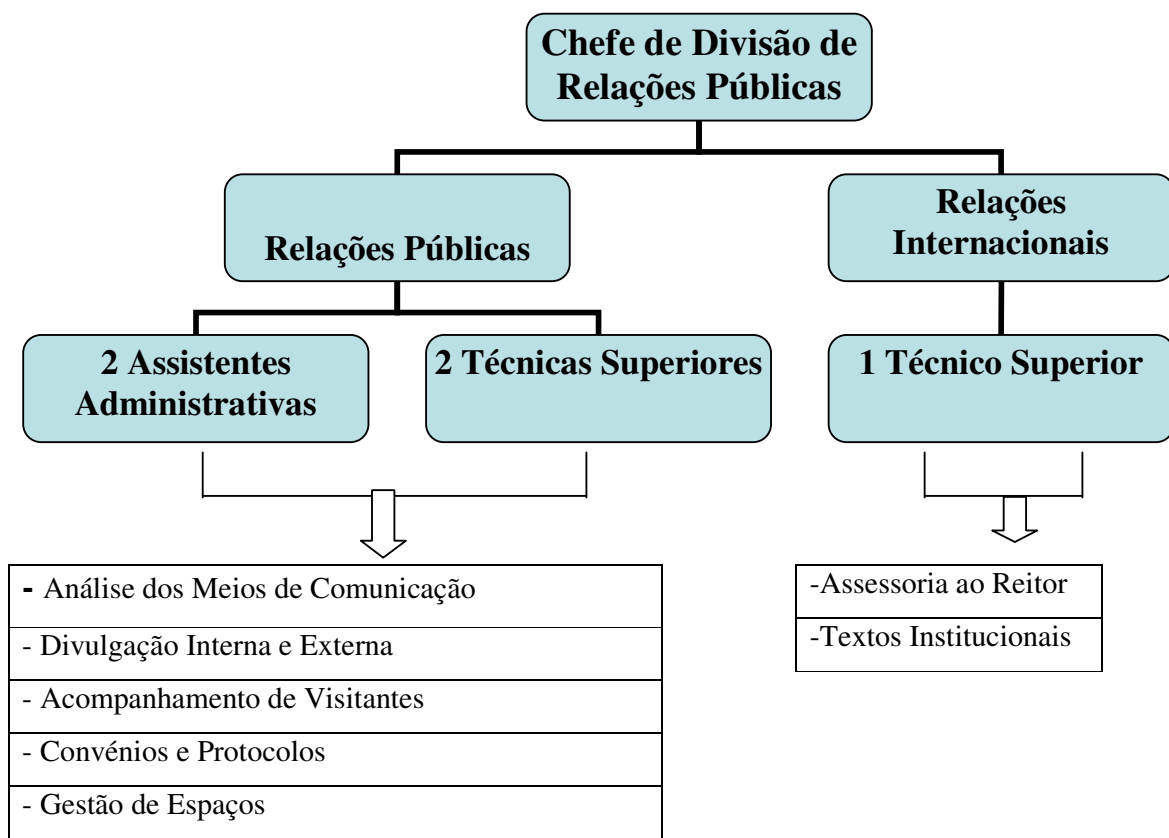 Chefe de Divisão de
Relações Públicas
Relações Públicas
Relações
Internacionais
2 Assistentes
Administrativas
2 Técnicas Superiores
1 Técnico Superior
- Análise dos Meios de Comunicação
- Divulgação Interna e Externa
- Acompanhamento de Visitantes
- Convénios e Protocolos
- Gestão de Espaços
-Assessoria ao Reitor
-Textos Institucionais